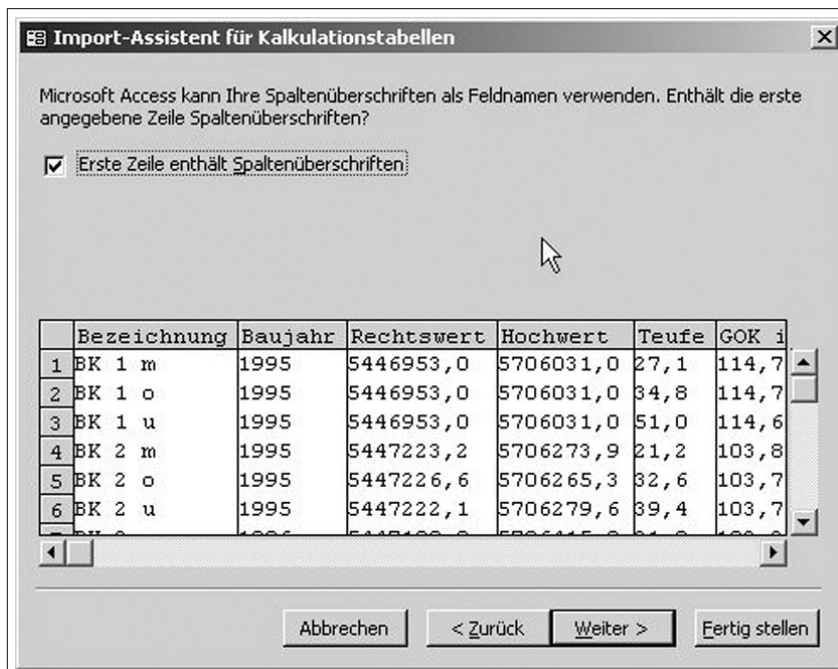 Import-Assistent für Kalkulationstabellen
Microsoft Access kann Ihre Spaltenüberschriften als Feldnamen verwenden. Enthält die erste
angegebene Zeile Spaltenüberschriften?
Erste Zeile enthält Spaltenüberschriften
Bezeichnung Baujahr Rechtswert Hochwert Teufe GOK i
1 BK 1 m 1995 5446953,0 5706031,0 27,1 114,7
2 BK 1 o 1995 5446953,0 5706031,0 34,8 114,7
3 BK 1 u 1995 5446953,0 5706031,0 51,0 114,6
4 BK 2 m 1995 5447223,2 5706273,9 21,2 103,8
5 BK 2 o 1995 5447226,6 5706265,3 32,6 103,7
6 BK 2 u 1995 5447222,1 5706279,6 39,4 103,7
Abbrechen < Zurück Weiter > Fertig stellen